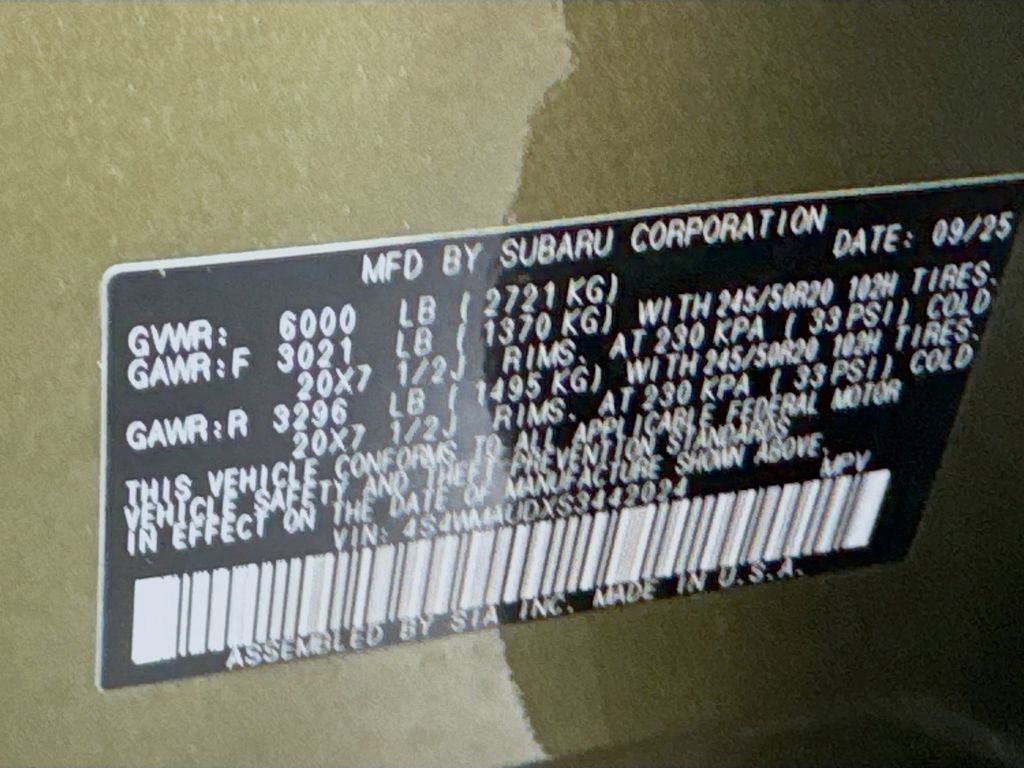 MFD BY SUBARU CORPORATION DATE: 09/25
GVWR: 6000 LB ( 2721 KG)
GAWR:F 3021 LB ( 1370 KG) WITH 245/50R20 102H TIRES,
20X7 1/2J RIMS, AT 230 KPA ( 33 PSI) COLD
GAWR:R 3296 LB ( 1495 KG) WITH 245/50R20 102H TIRES,
20X7 1/2J RIMS, AT 230 KPA ( 33 PSI) COLD
THIS VEHICLE CONFORMS TO ALL APPLICABLE FEDERAL MOTOR
VEHICLE SAFETY AND THEFT PREVENTION STANDARDS
IN EFFECT ON THE DATE OF MANUFACTURE SHOWN ABOVE.
VIN: MPV
ASSEMBLED BY SIA INC. MADE IN U.S.A.